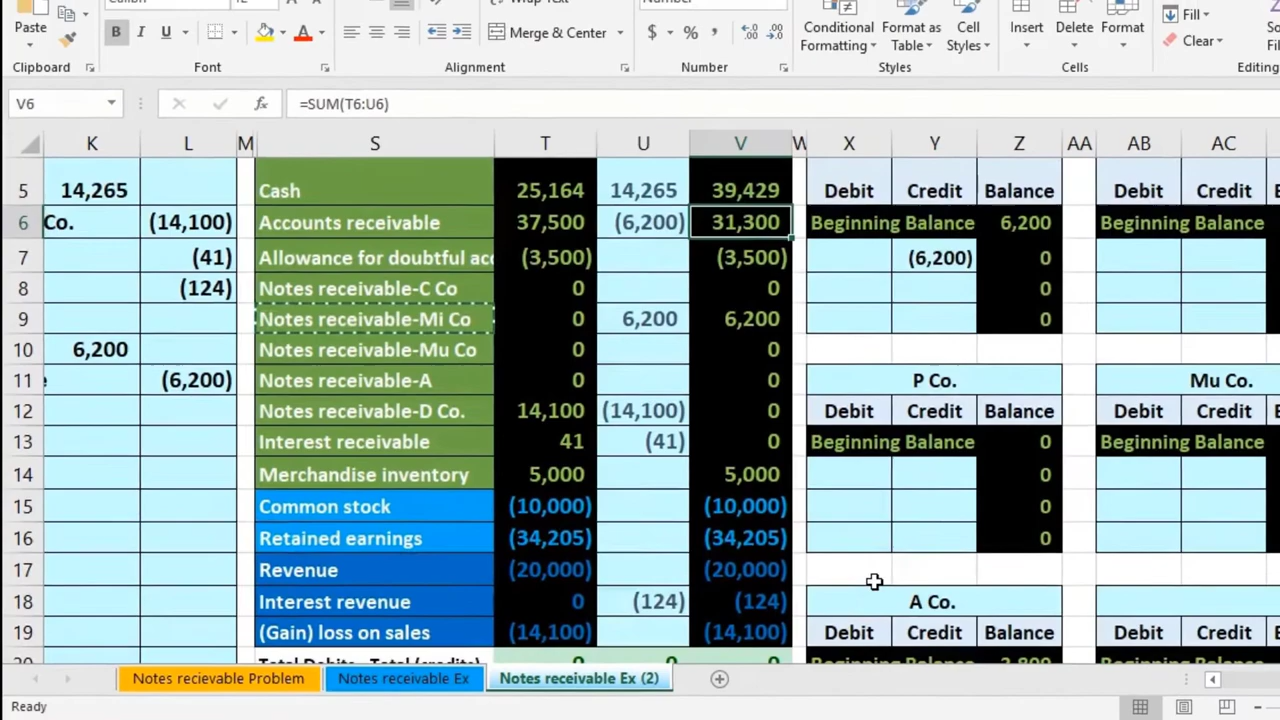 Calibri
12
Wrap Text
Number
Paste
B I U
Merge & Center
$ % ,
Conditional Formatting
Format as Table
Cell Styles
Insert
Delete
Format
Fill
Clear
Clipboard
Font
Alignment
Number
Styles
Cells
Editing
V6
fx
=SUM(T6:U6)
K L M S T U V W X Y Z AA AB AC
5 14,265 Cash 25,164 14,265 39,429 Debit Credit Balance Debit Credit
6 Co. (14,100) Accounts receivable 37,500 (6,200) 31,300 Beginning Balance 6,200 Beginning Balance
7 (41) Allowance for doubtful acc (3,500) (3,500) (6,200) 0
8 (124) Notes receivable-C Co 0 0 0
9 Notes receivable-Mi Co 0 6,200 6,200 0
10 6,200 Notes receivable-Mu Co 0 0
11 (6,200) Notes receivable-A 0 0 P Co. Mu Co.
12 Notes receivable-D Co. 14,100 (14,100) 0 Debit Credit Balance Debit Credit
13 Interest receivable 41 (41) 0 Beginning Balance 0 Beginning Balance
14 Merchandise inventory 5,000 5,000 0
15 Common stock (10,000) (10,000) 0
16 Retained earnings (34,205) (34,205) 0
17 Revenue (20,000) (20,000)
18 Interest revenue 0 (124) (124) A Co.
19 (Gain) loss on sales (14,100) (14,100) Debit Credit Balance Debit Credit
20 Total Debits - Total (credits) 0 0 0 Beginning Balance 3,800 Beginning Balance
Notes recievable Problem
Notes receivable Ex
Notes receivable Ex (2)
Ready